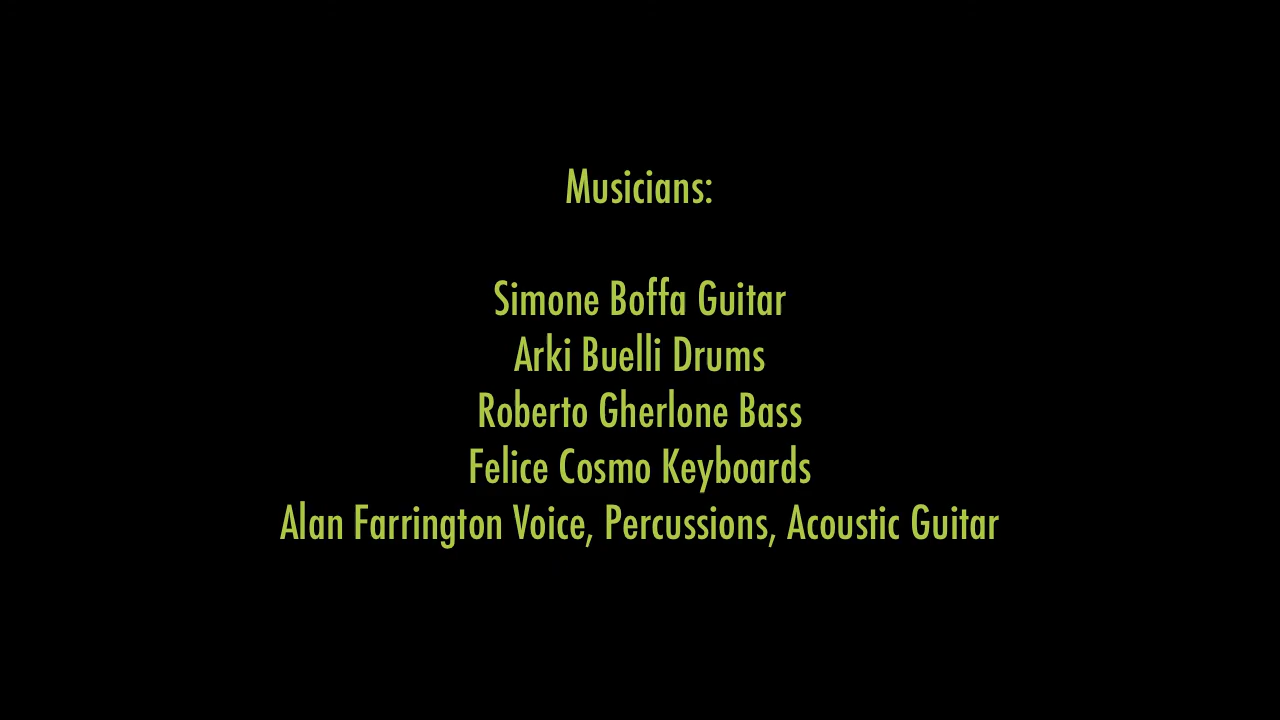 Musicians:
Simone Boffa Guitar
Arki Buelli Drums
Roberto Gherlone Bass
Felice Cosmo Keyboards
Alan Farrington Voice, Percussions, Acoustic Guitar